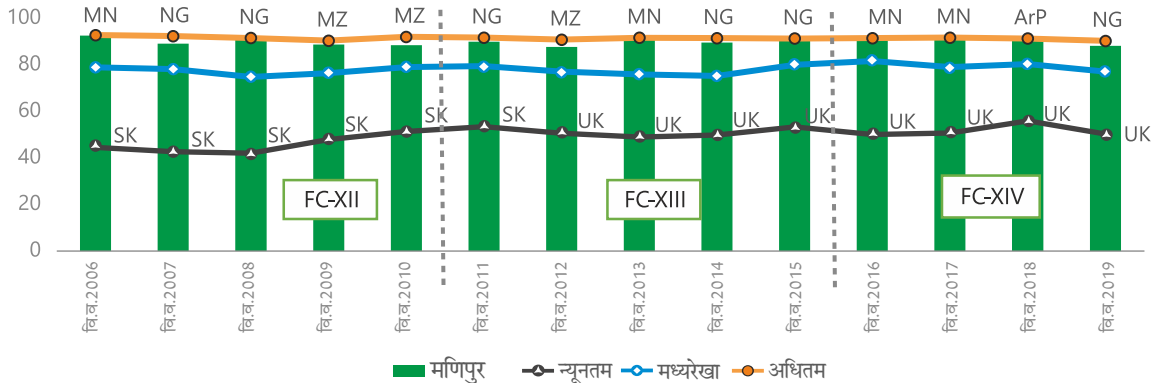 100
MN NG NG MZ MZ NG MZ MN NG NG MN MN ArP NG
80
60
SK SK SK SK SK SK UK UK UK UK UK UK UK UK
40
20
FC-XII FC-XIII FC-XIV
0
वि.व.2006 वि.व.2007 वि.व.2008 वि.व.2009 वि.व.2010 वि.व.2011 वि.व.2012 वि.व.2013 वि.व.2014 वि.व.2015 वि.व.2016 वि.व.2017 वि.व.2018 वि.व.2019
मणिपुर न्यूनतम मध्यरेखा अधितम